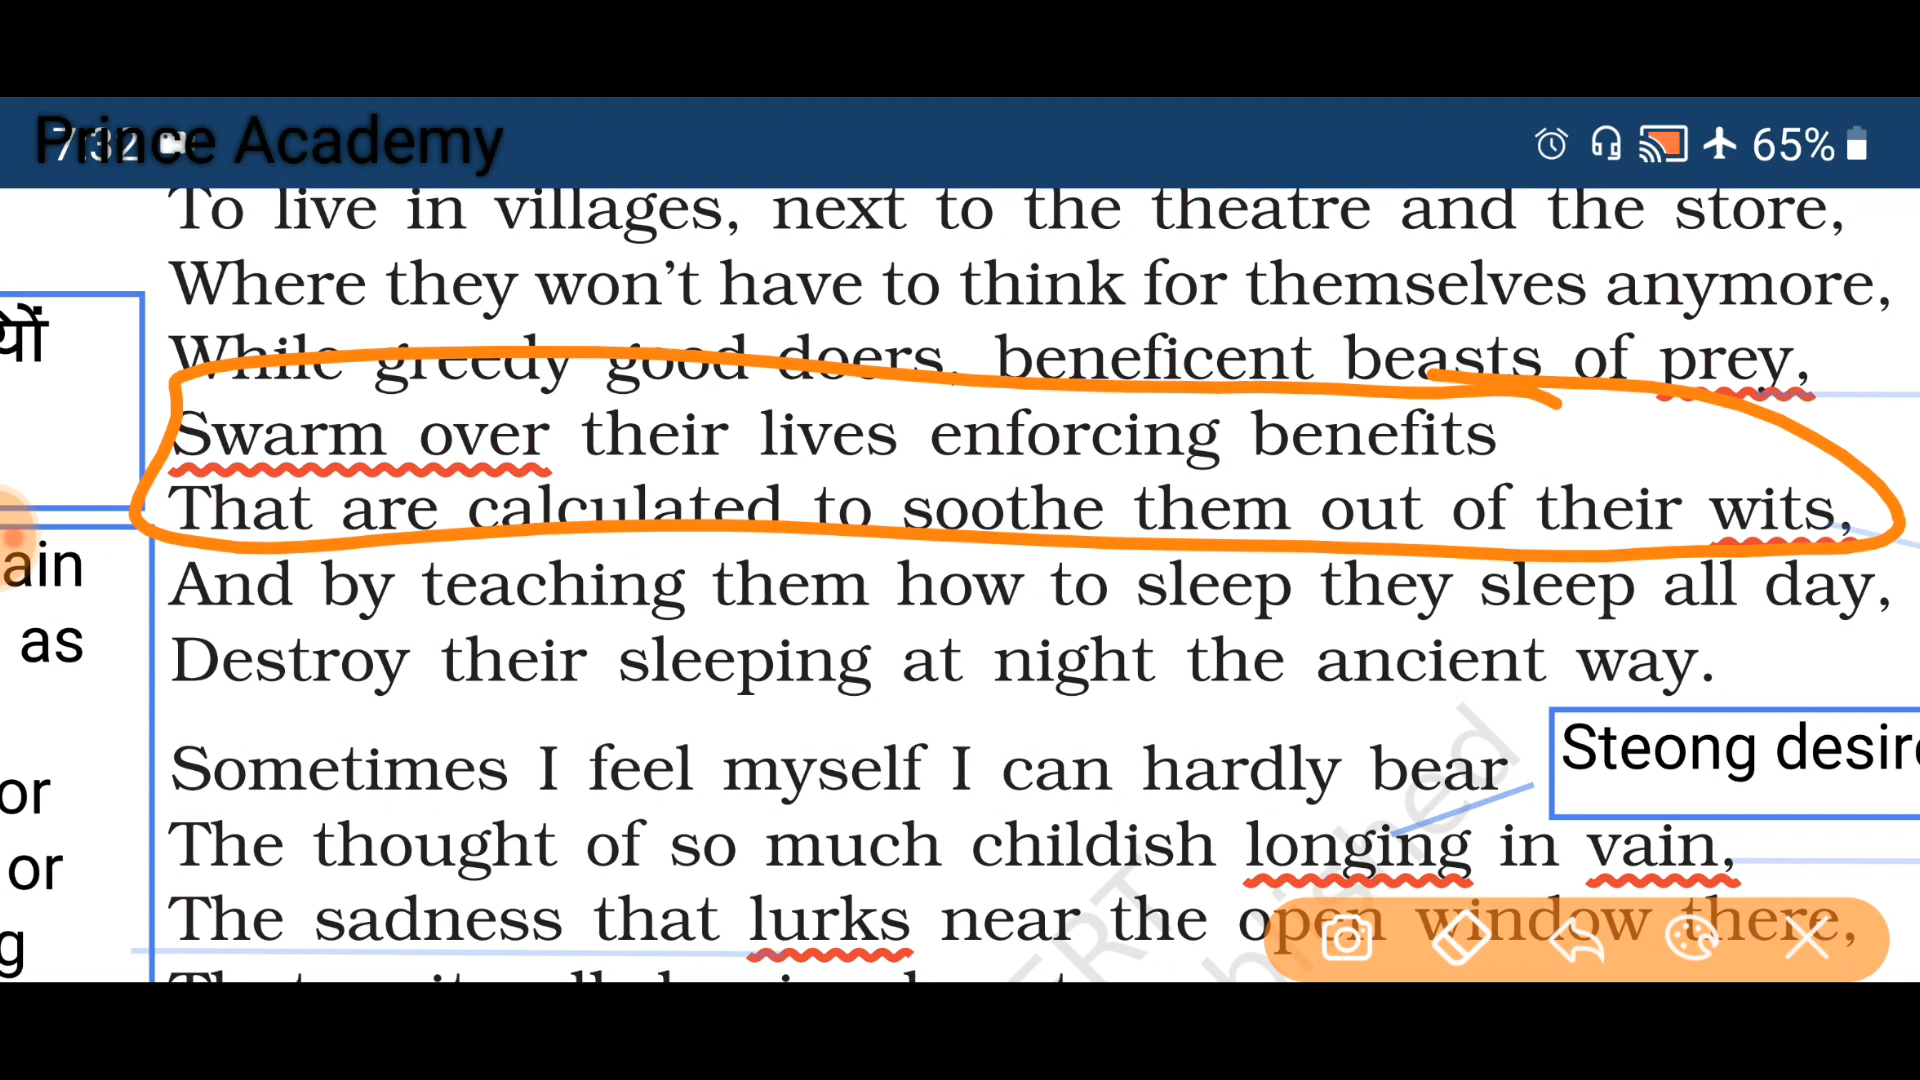 7:32
Prince Academy
65%
To live in villages, next to the theatre and the store,
Where they won't have to think for themselves anymore,
While greedy good doers, beneficent beasts of prey,
Swarm over their lives enforcing benefits
That are calculated to soothe them out of their wits,
And by teaching them how to sleep they sleep all day,
Destroy their sleeping at night the ancient way.
Sometimes I feel myself I can hardly bear
Steong desire
The thought of so much childish longing in vain,
The sadness that lurks near the open window there,
यों
ain
as
or
or
g